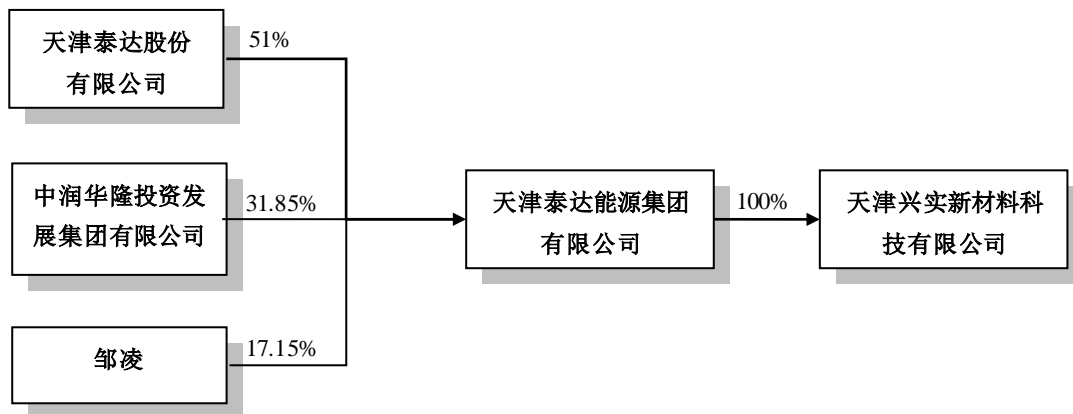 天津泰达股份
有限公司
51%
中润华隆投资发
展集团有限公司
31.85%
邹凌
17.15%
天津泰达能源集团
有限公司
100%
天津兴实新材料科
技有限公司